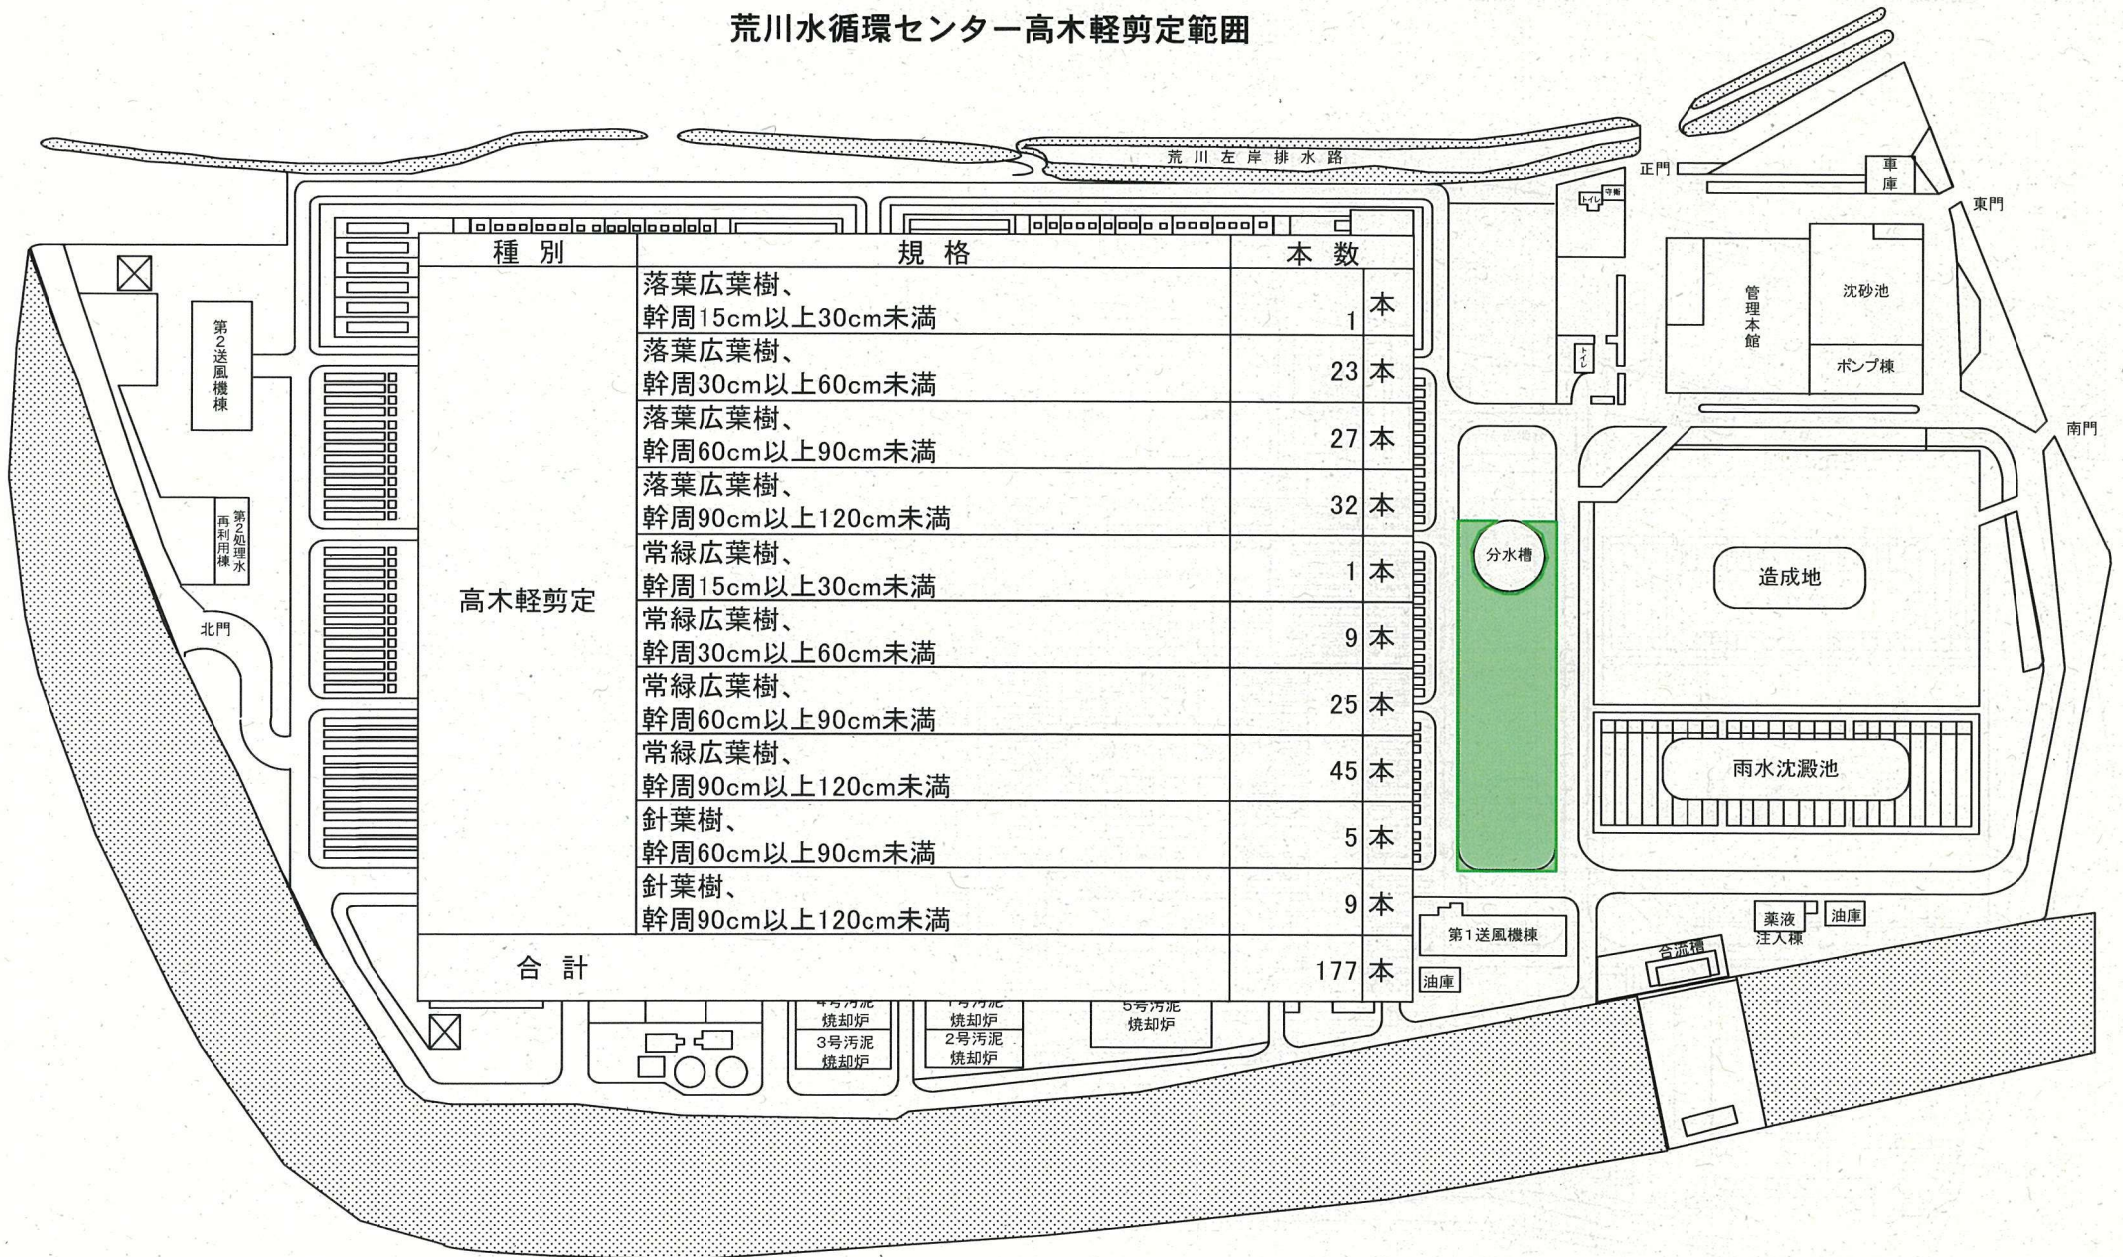 荒川水循環センター高木軽剪定範囲
荒川左岸排水路
正門
車庫
東門
守衛
トイレ
トイレ
管理本館
沈砂池
ポンプ棟
南門
第2送風機棟
第2処理水
再利用棟
北門
種別 規格 本数
高木軽剪定
落葉広葉樹、
幹周15cm以上30cm未満 1 本
落葉広葉樹、
幹周30cm以上60cm未満 23 本
落葉広葉樹、
幹周60cm以上90cm未満 27 本
落葉広葉樹、
幹周90cm以上120cm未満 32 本
常緑広葉樹、
幹周15cm以上30cm未満 1 本
常緑広葉樹、
幹周30cm以上60cm未満 9 本
常緑広葉樹、
幹周60cm以上90cm未満 25 本
常緑広葉樹、
幹周90cm以上120cm未満 45 本
針葉樹、
幹周60cm以上90cm未満 5 本
針葉樹、
幹周90cm以上120cm未満 9 本
合計 177 本
分水槽
造成地
雨水沈澱池
第1送風機棟
油庫
薬液
注入棟
油庫
合流槽
4号汚泥
焼却炉
3号汚泥
焼却炉
1号汚泥
焼却炉
2号汚泥
焼却炉
5号汚泥
焼却炉